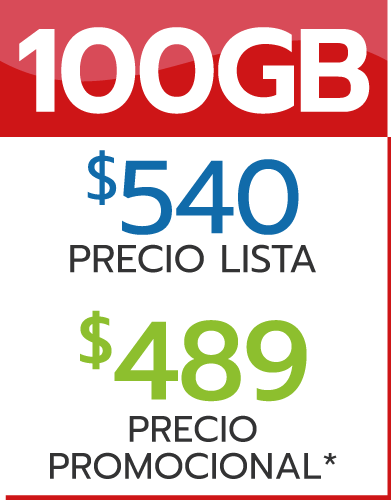 100GB
$540
PRECIO LISTA
$489
PRECIO
PROMOCIONAL*